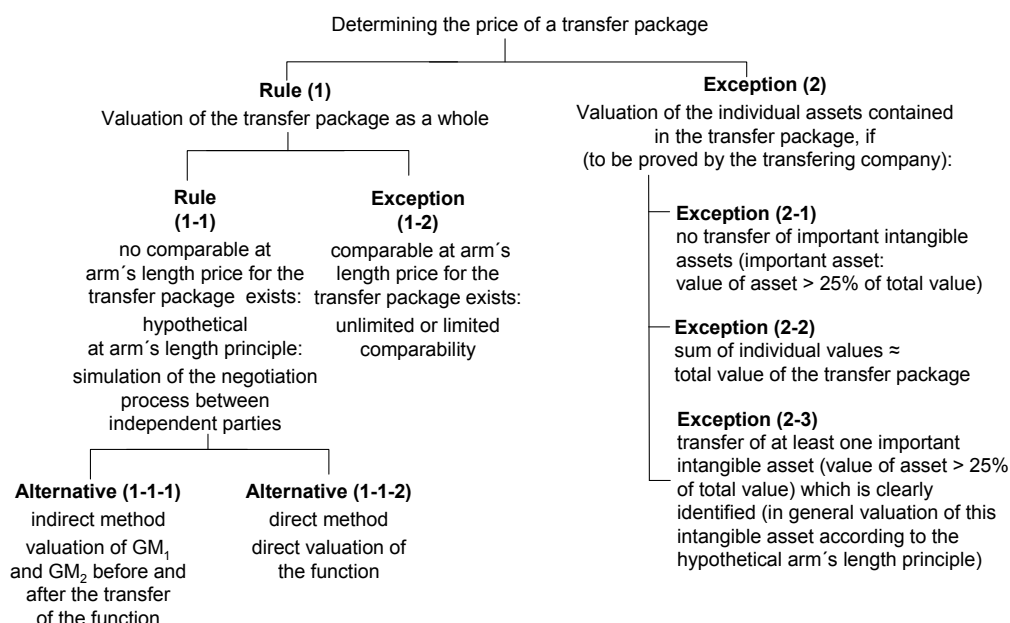 Determining the price of a transfer package
Rule (1)
Valuation of the transfer package as a whole
Exception (2)
Valuation of the individual assets contained
in the transfer package, if
(to be proved by the transfering company):
Rule
(1-1)
no comparable at
arm´s length price for the
transfer package exists:
hypothetical
at arm´s length principle:
simulation of the negotiation
process between
independent parties
Exception
(1-2)
comparable at arm´s
length price for the
transfer package exists:
unlimited or limited
comparability
Alternative (1-1-1)
indirect method
valuation of GM₁
and GM₂ before and
after the transfer
of the function
Alternative (1-1-2)
direct method
direct valuation of
the function
Exception (2-1)
no transfer of important intangible
assets (important asset:
value of asset > 25% of total value)
Exception (2-2)
sum of individual values ≈
total value of the transfer package
Exception (2-3)
transfer of at least one important
intangible asset (value of asset > 25%
of total value) which is clearly
identified (in general valuation of this
intangible asset according to the
hypothetical arm´s length principle)